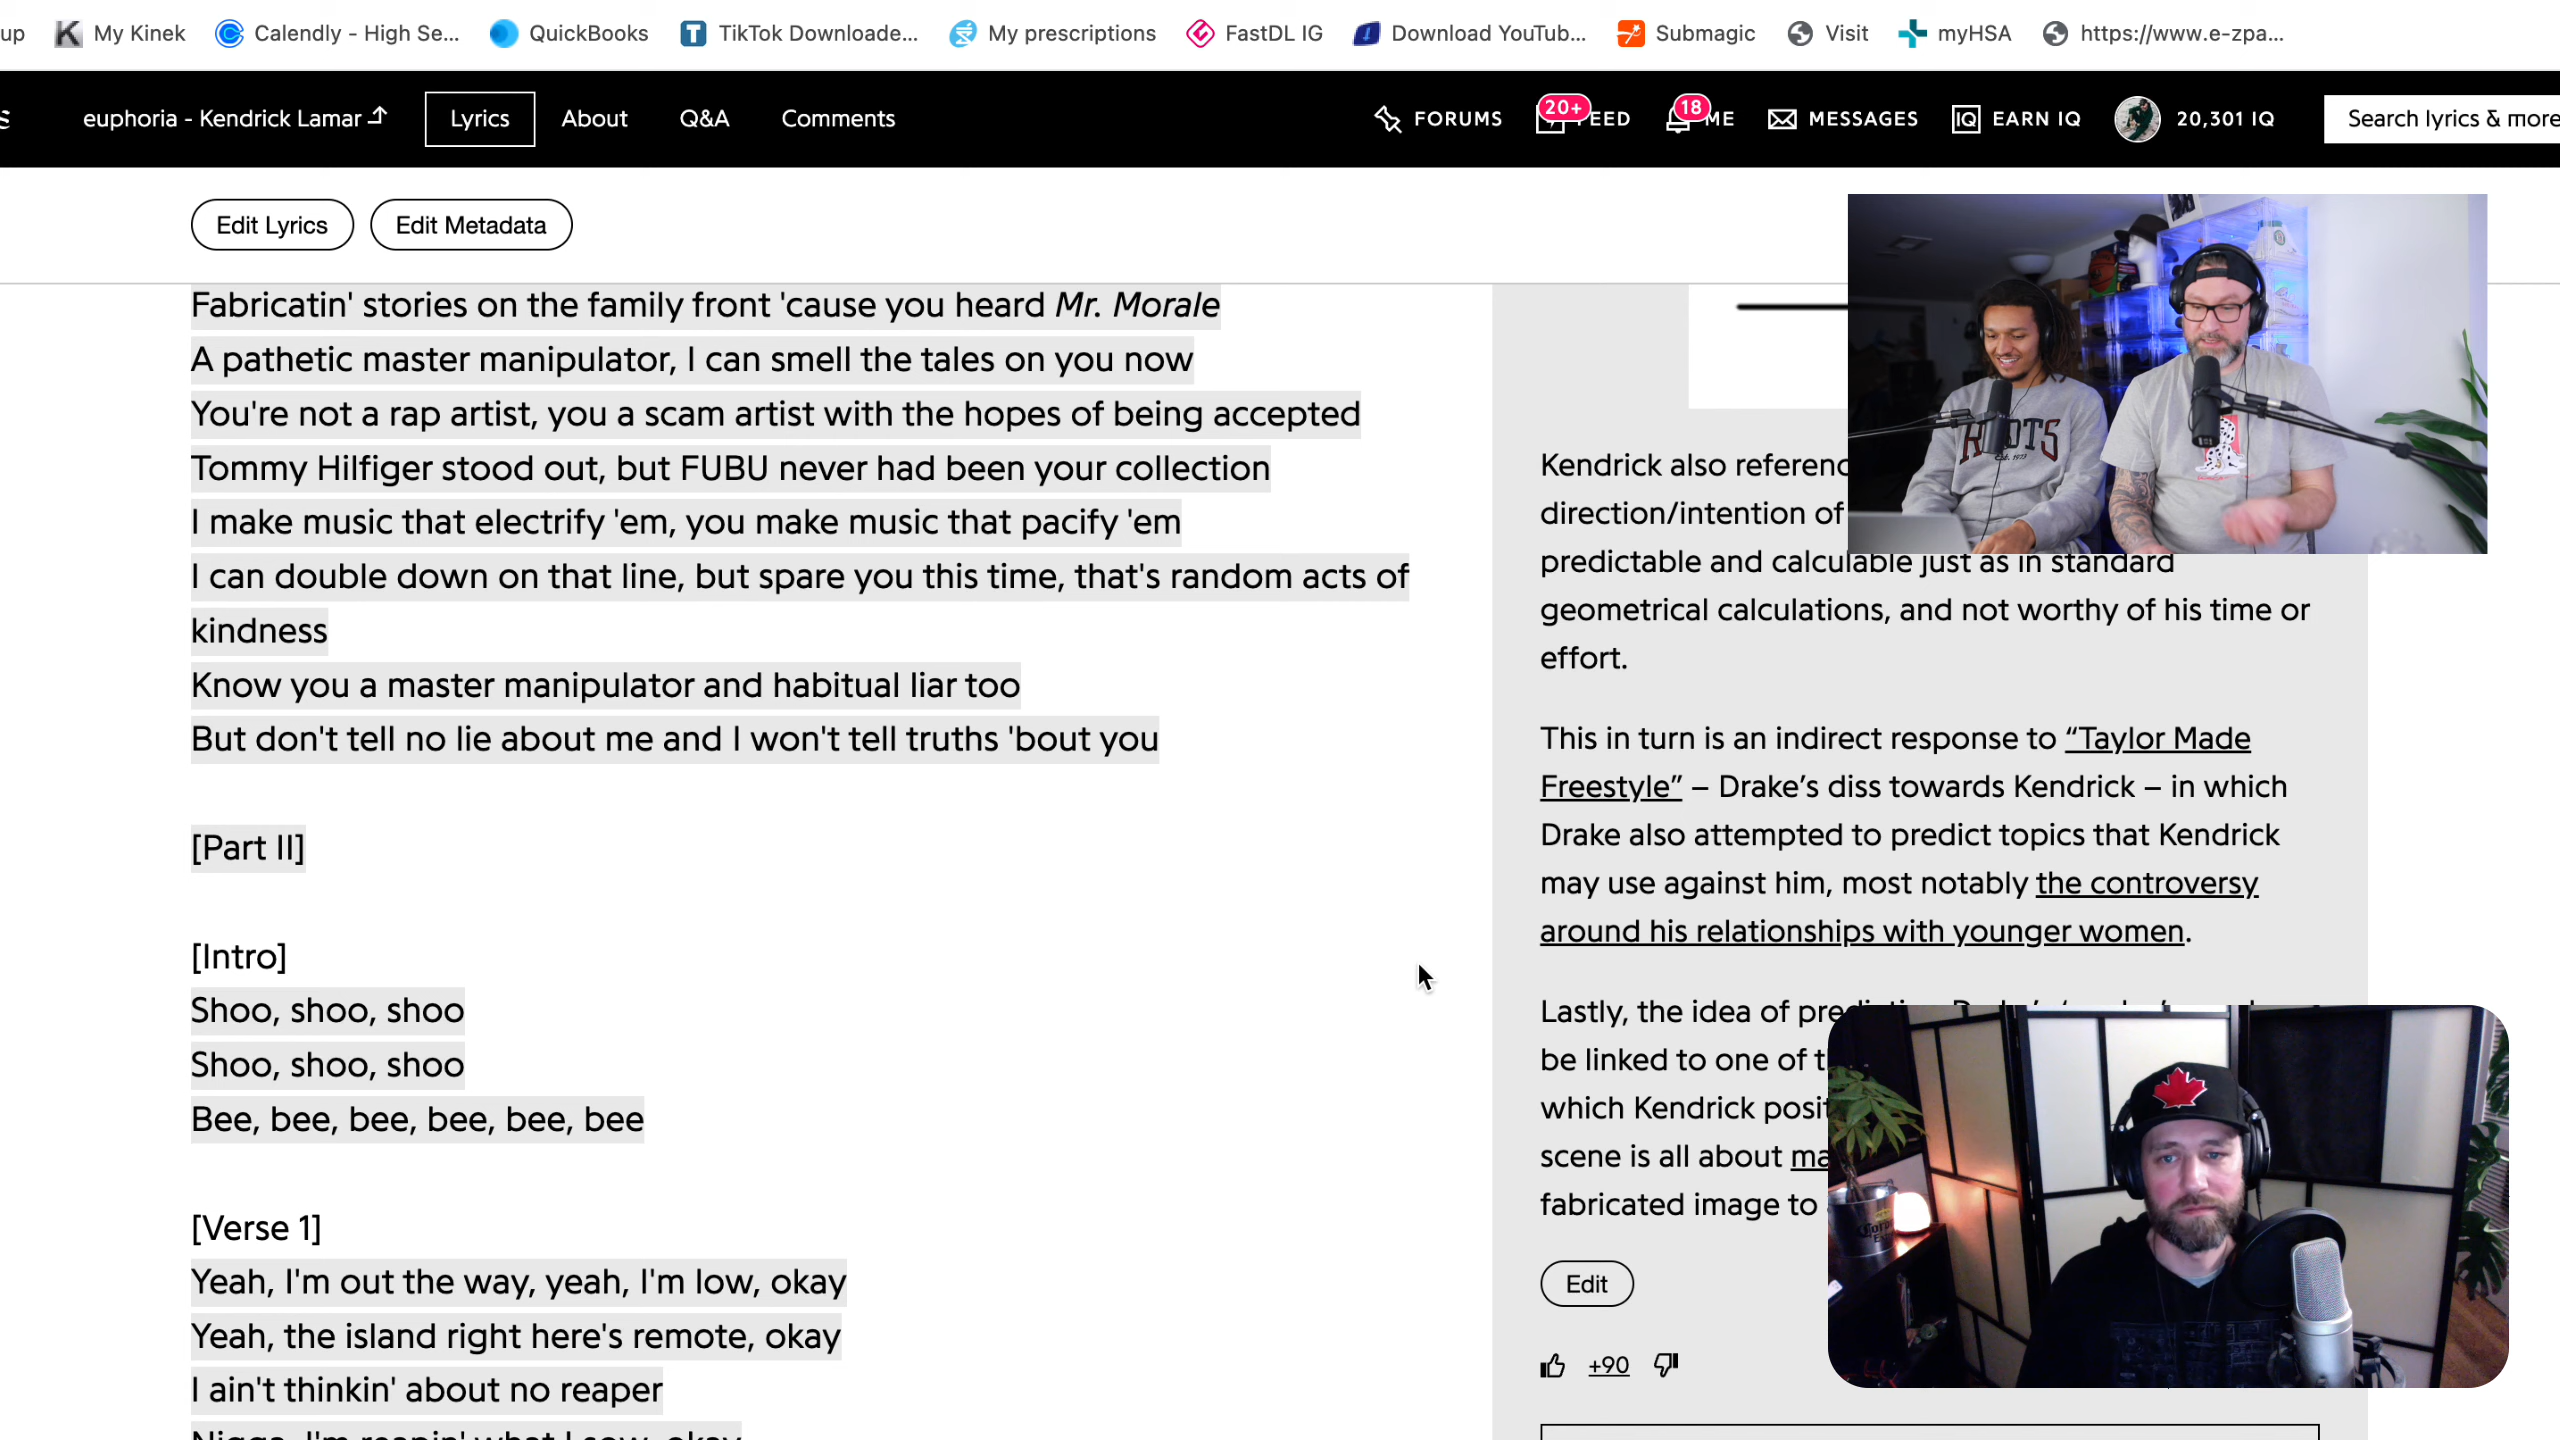 up My Kinek Calendly - High Se... QuickBooks TikTok Downloade... My prescriptions FastDL IG Download YouTub... Submagic Visit myHSA https://www.e-zpa...
euphoria - Kendrick Lamar Lyrics About Q&A Comments FORUMS 20+ FEED 18 ME MESSAGES IQ EARN IQ 20,301 IQ Search lyrics & more
Edit Lyrics Edit Metadata
Fabricatin' stories on the family front 'cause you heard Mr. Morale
A pathetic master manipulator, I can smell the tales on you now
You're not a rap artist, you a scam artist with the hopes of being accepted
Tommy Hilfiger stood out, but FUBU never had been your collection
I make music that electrify 'em, you make music that pacify 'em
I can double down on that line, but spare you this time, that's random acts of
kindness
Know you a master manipulator and habitual liar too
But don't tell no lie about me and I won't tell truths 'bout you
[Part II]
[Intro]
Shoo, shoo, shoo
Shoo, shoo, shoo
Bee, bee, bee, bee, bee, bee
[Verse 1]
Yeah, I'm out the way, yeah, I'm low, okay
Yeah, the island right here's remote, okay
I ain't thinkin' about no reaper
Nigga, I'm reapin' what I sow, okay
Kendrick also referenc
direction/intention of
predictable and calculable just as in standard
geometrical calculations, and not worthy of his time or
effort.
This in turn is an indirect response to “Taylor Made
Freestyle” – Drake’s diss towards Kendrick – in which
Drake also attempted to predict topics that Kendrick
may use against him, most notably the controversy
around his relationships with younger women.
Lastly, the idea of
be linked to one of
which Kendrick posit
scene is all about ma
fabricated image to
Edit
+90
ROOTS
Est. 1973